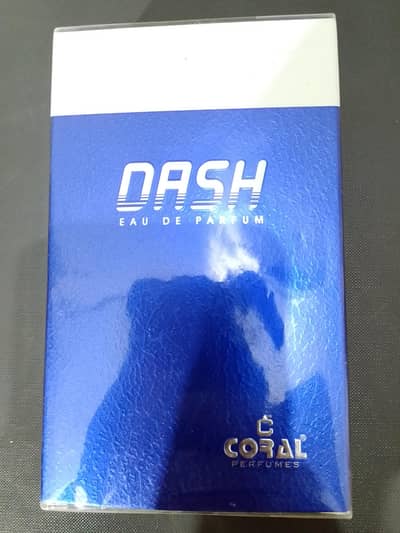 DASH
EAU DE PARFUM
C
CORAL®
PERFUMES